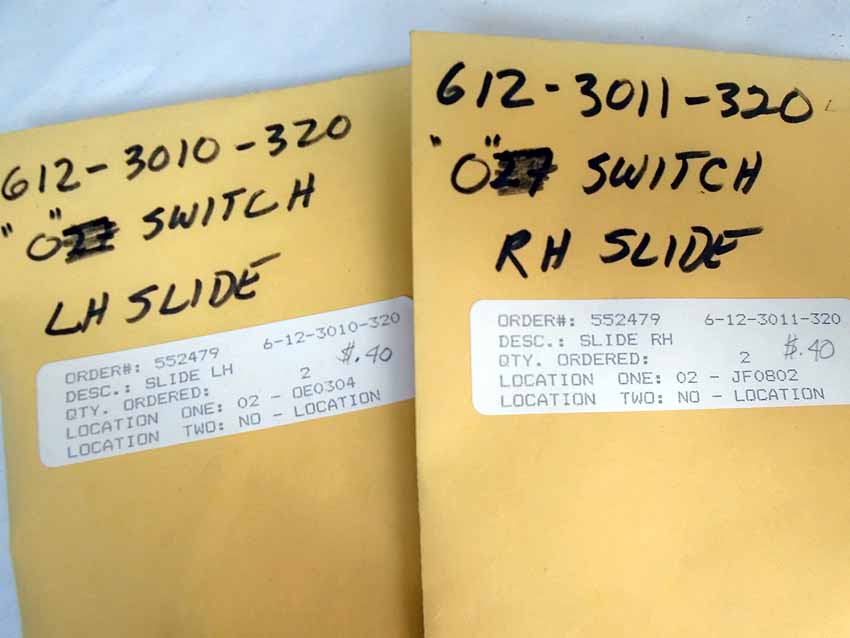 612-3010-320
"O" SWITCH
LH SLIDE
ORDER#: 552479 6-12-3010-320
DESC.: SLIDE LH $.40
QTY. ORDERED: 2
LOCATION ONE: 02 - OE0304
LOCATION TWO: NO - LOCATION
612-3011-320
"O" SWITCH
RH SLIDE
ORDER#: 552479 6-12-3011-320
DESC.: SLIDE RH $.40
QTY. ORDERED: 2
LOCATION ONE: 02 - JF0802
LOCATION TWO: NO - LOCATION